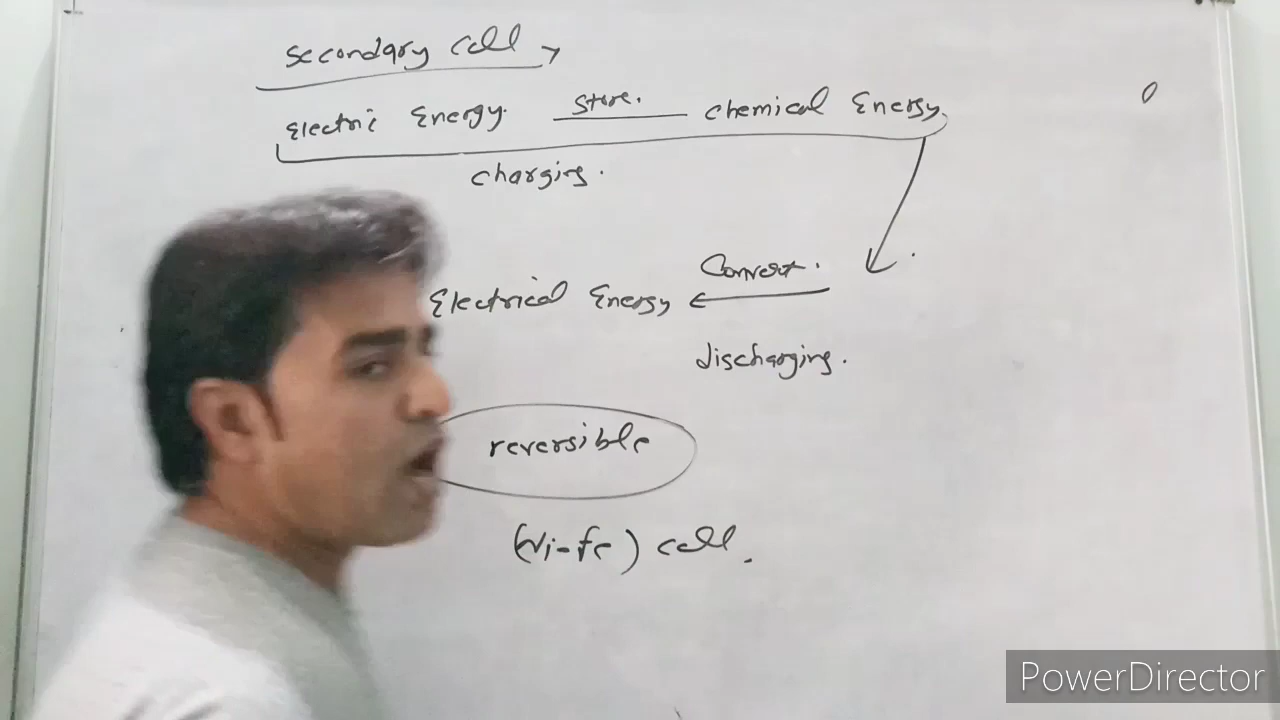 secondary cell →
Electric Energy. Store. chemical Energy.
charging.
Convert.
Electrical Energy ←
discharging.
reversible
(Ni-fe) cell.
PowerDirector